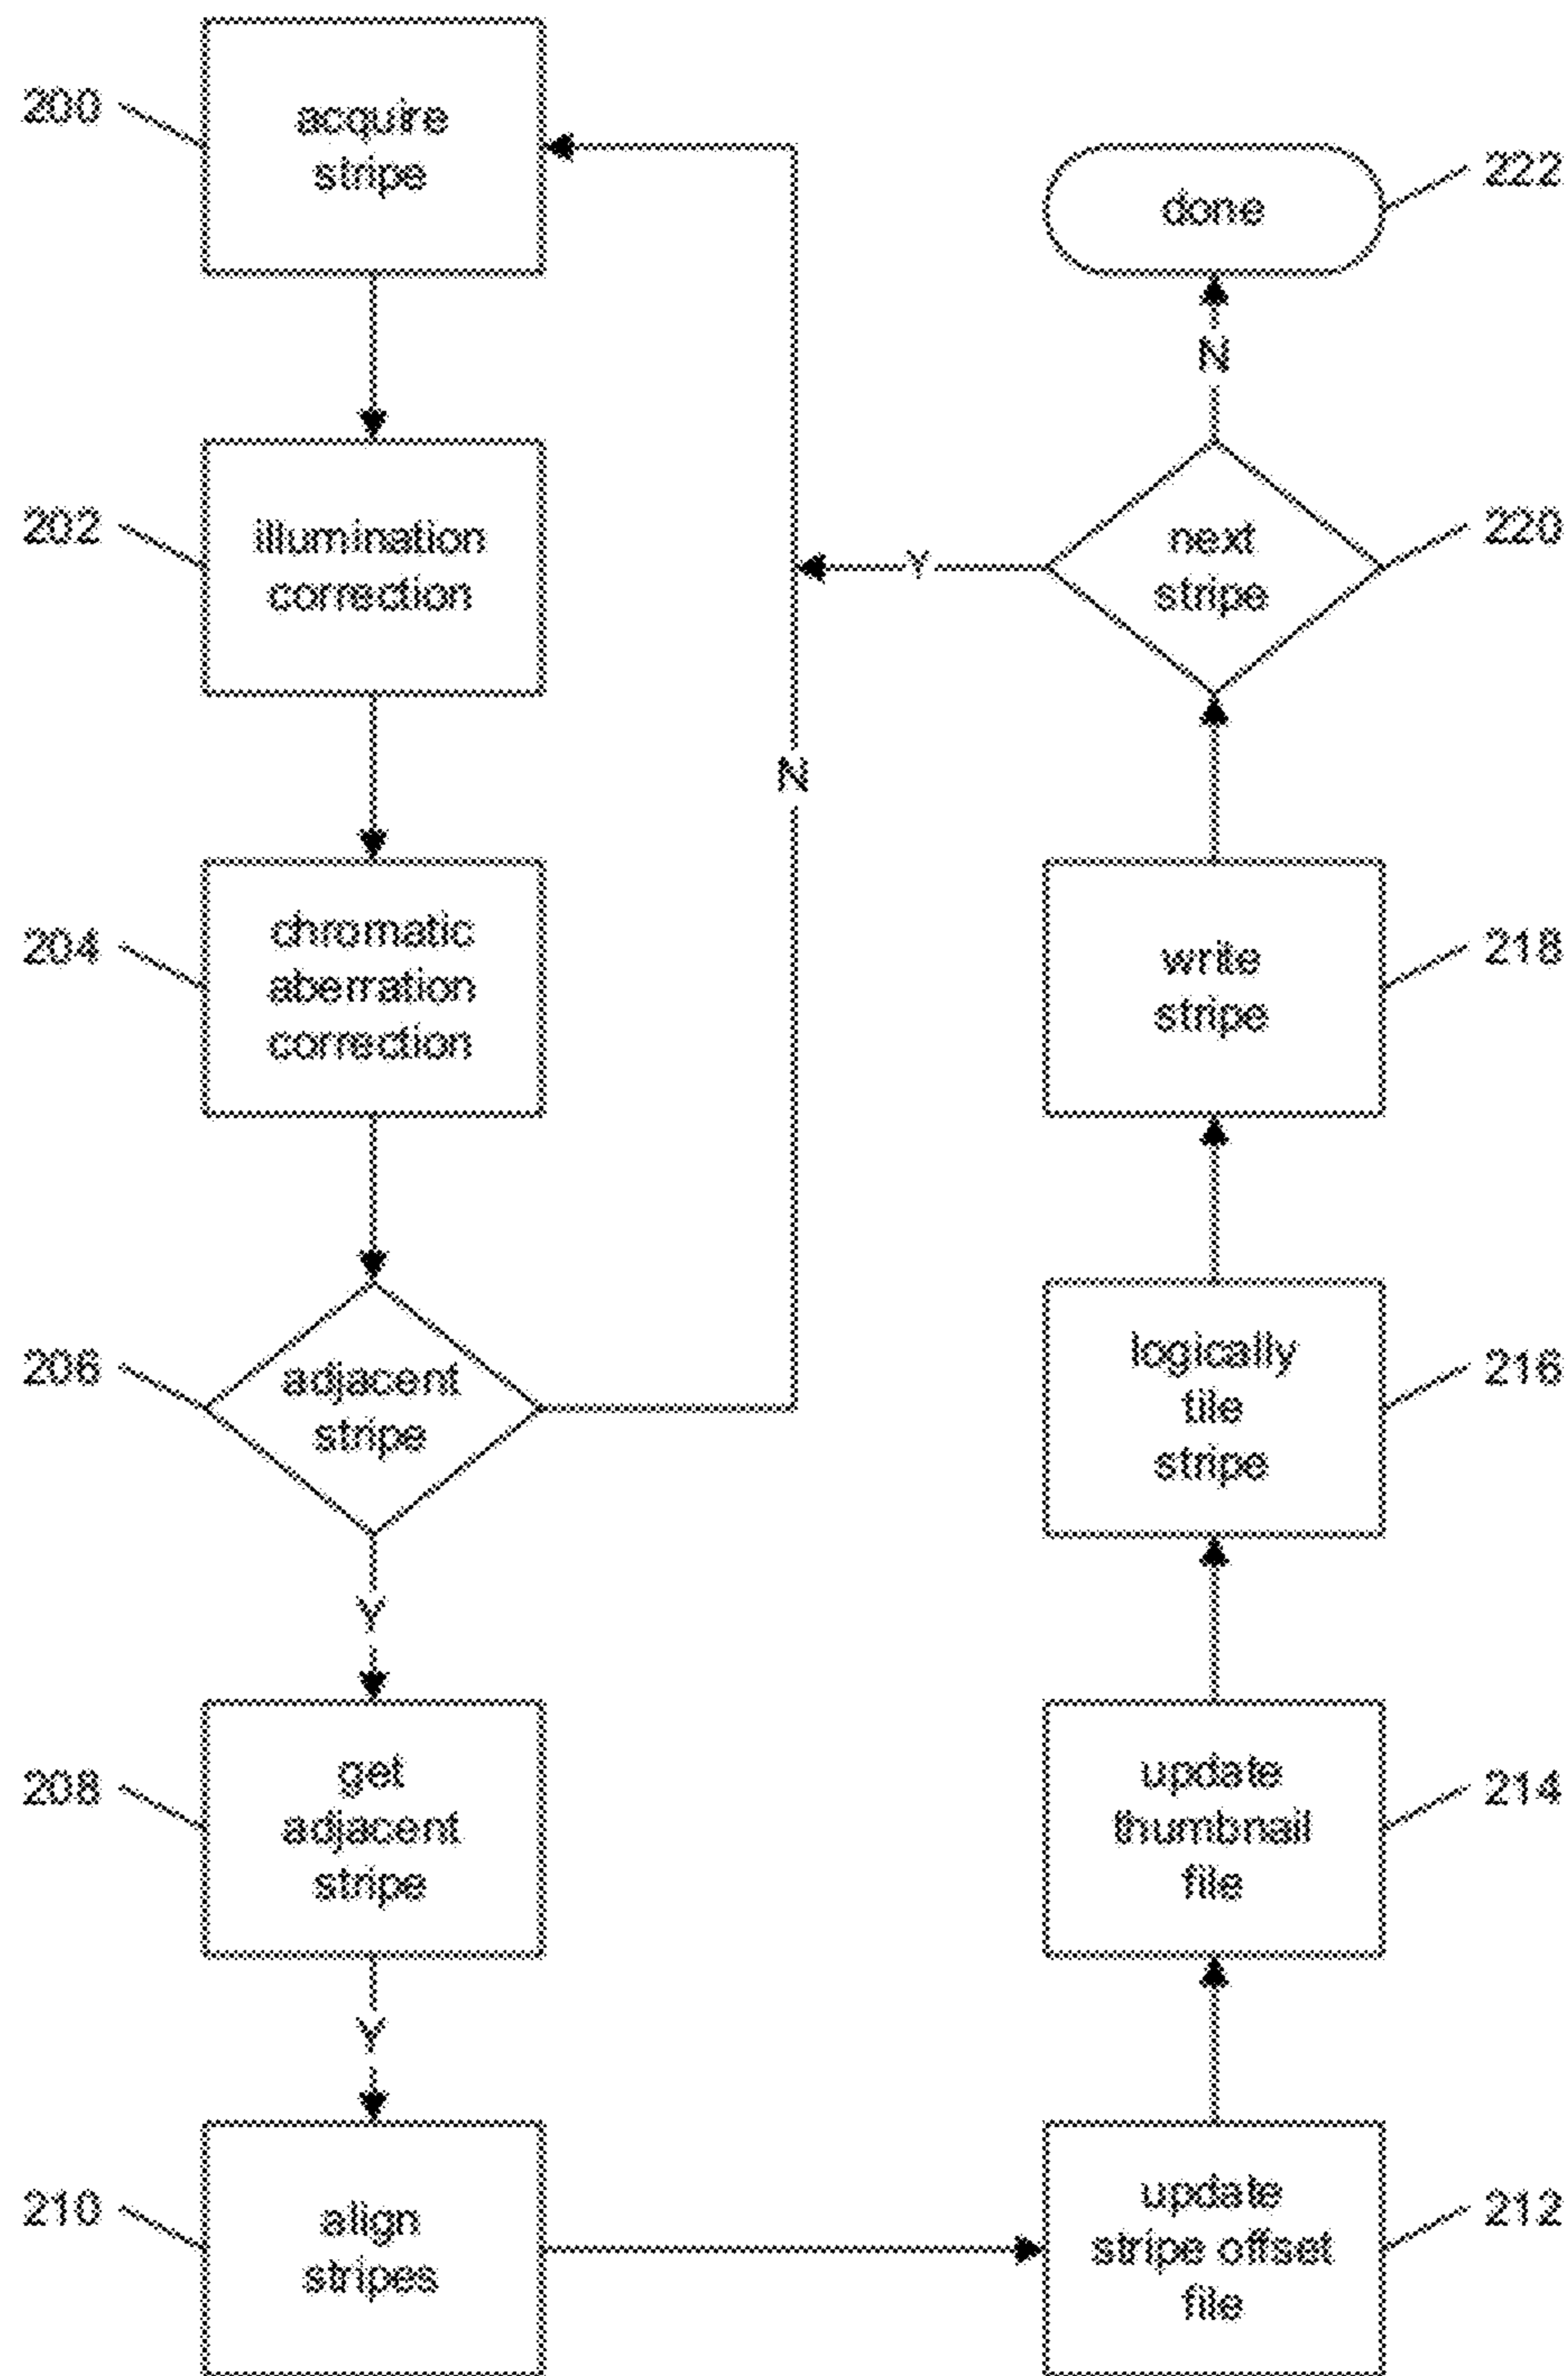 200
acquire
stripe
202
illumination
correction
204
chromatic
aberration
correction
206
adjacent
stripe
N
Y
208
get
adjacent
stripe
Y
210
align
stripes
update
stripe offset
file
212
update
thumbnail
file
214
logically
tile
stripe
216
write
stripe
218
next
stripe
220
Y
N
done
222